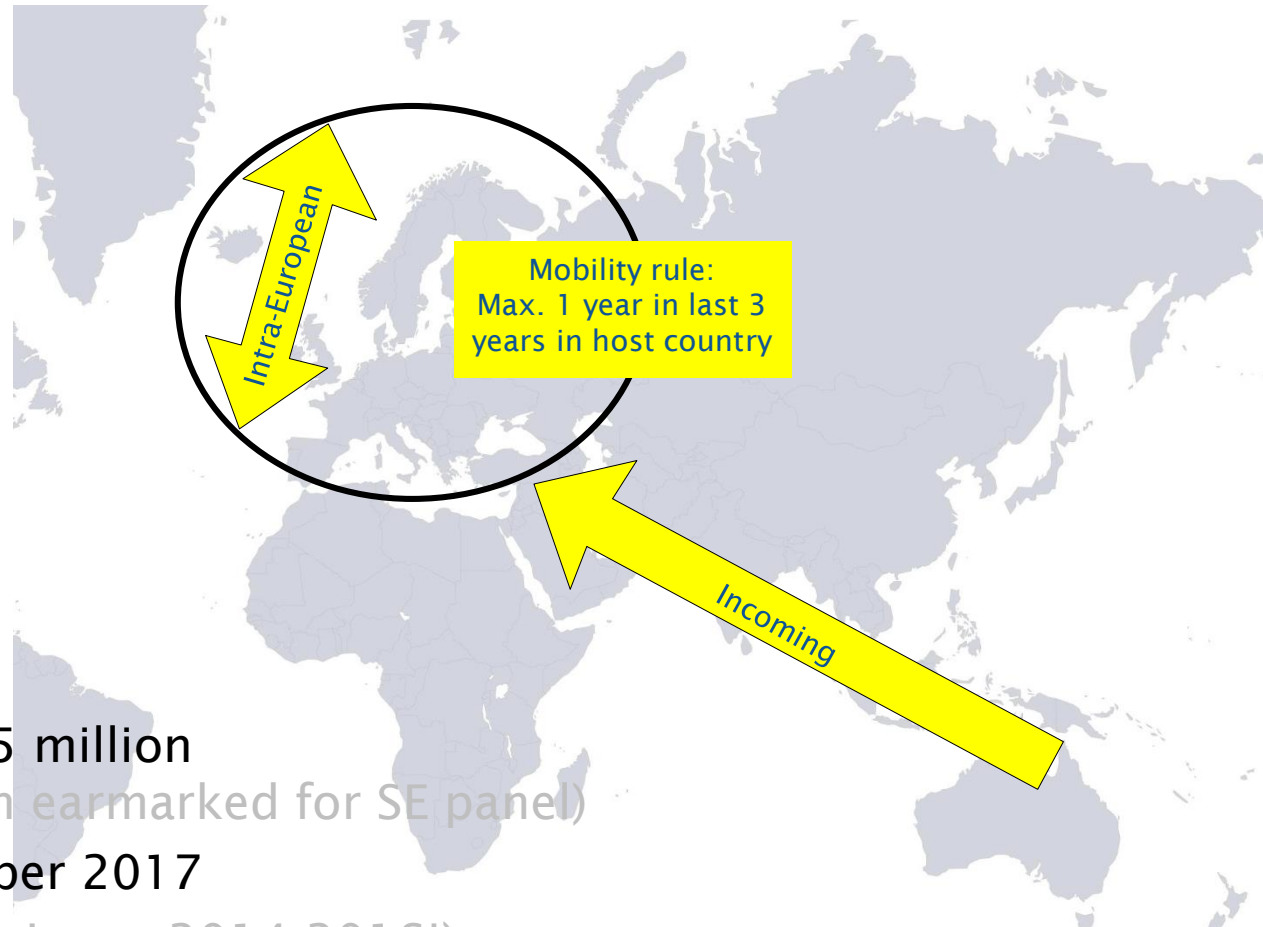 Intra-European
Mobility rule:
Max. 1 year in last 3
years in host country
Incoming
5 million
earmarked for SE panel)
ber 2017